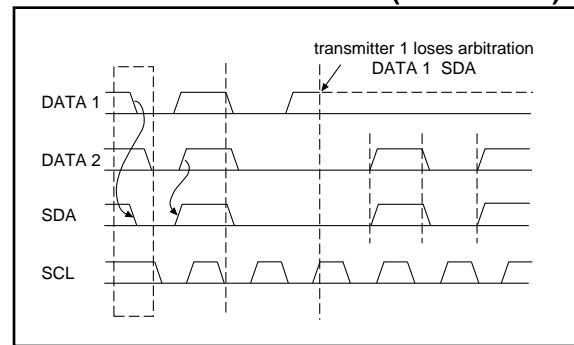 transmitter 1 loses arbitration
DATA 1 SDA
DATA 1
DATA 2
SDA
SCL